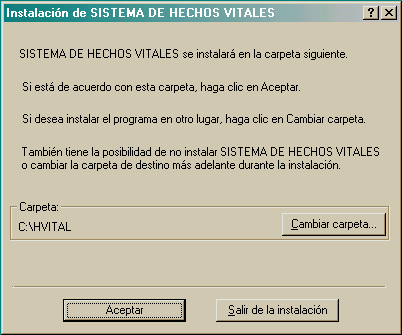 Instalación de SISTEMA DE HECHOS VITALES
SISTEMA DE HECHOS VITALES se instalará en la carpeta siguiente.
Si está de acuerdo con esta carpeta, haga clic en Aceptar.
Si desea instalar el programa en otro lugar, haga clic en Cambiar carpeta.
También tiene la posibilidad de no instalar SISTEMA DE HECHOS VITALES
o cambiar la carpeta de destino más adelante durante la instalación.
Carpeta:
C:\HVITAL
Cambiar carpeta...
Aceptar
Salir de la instalación